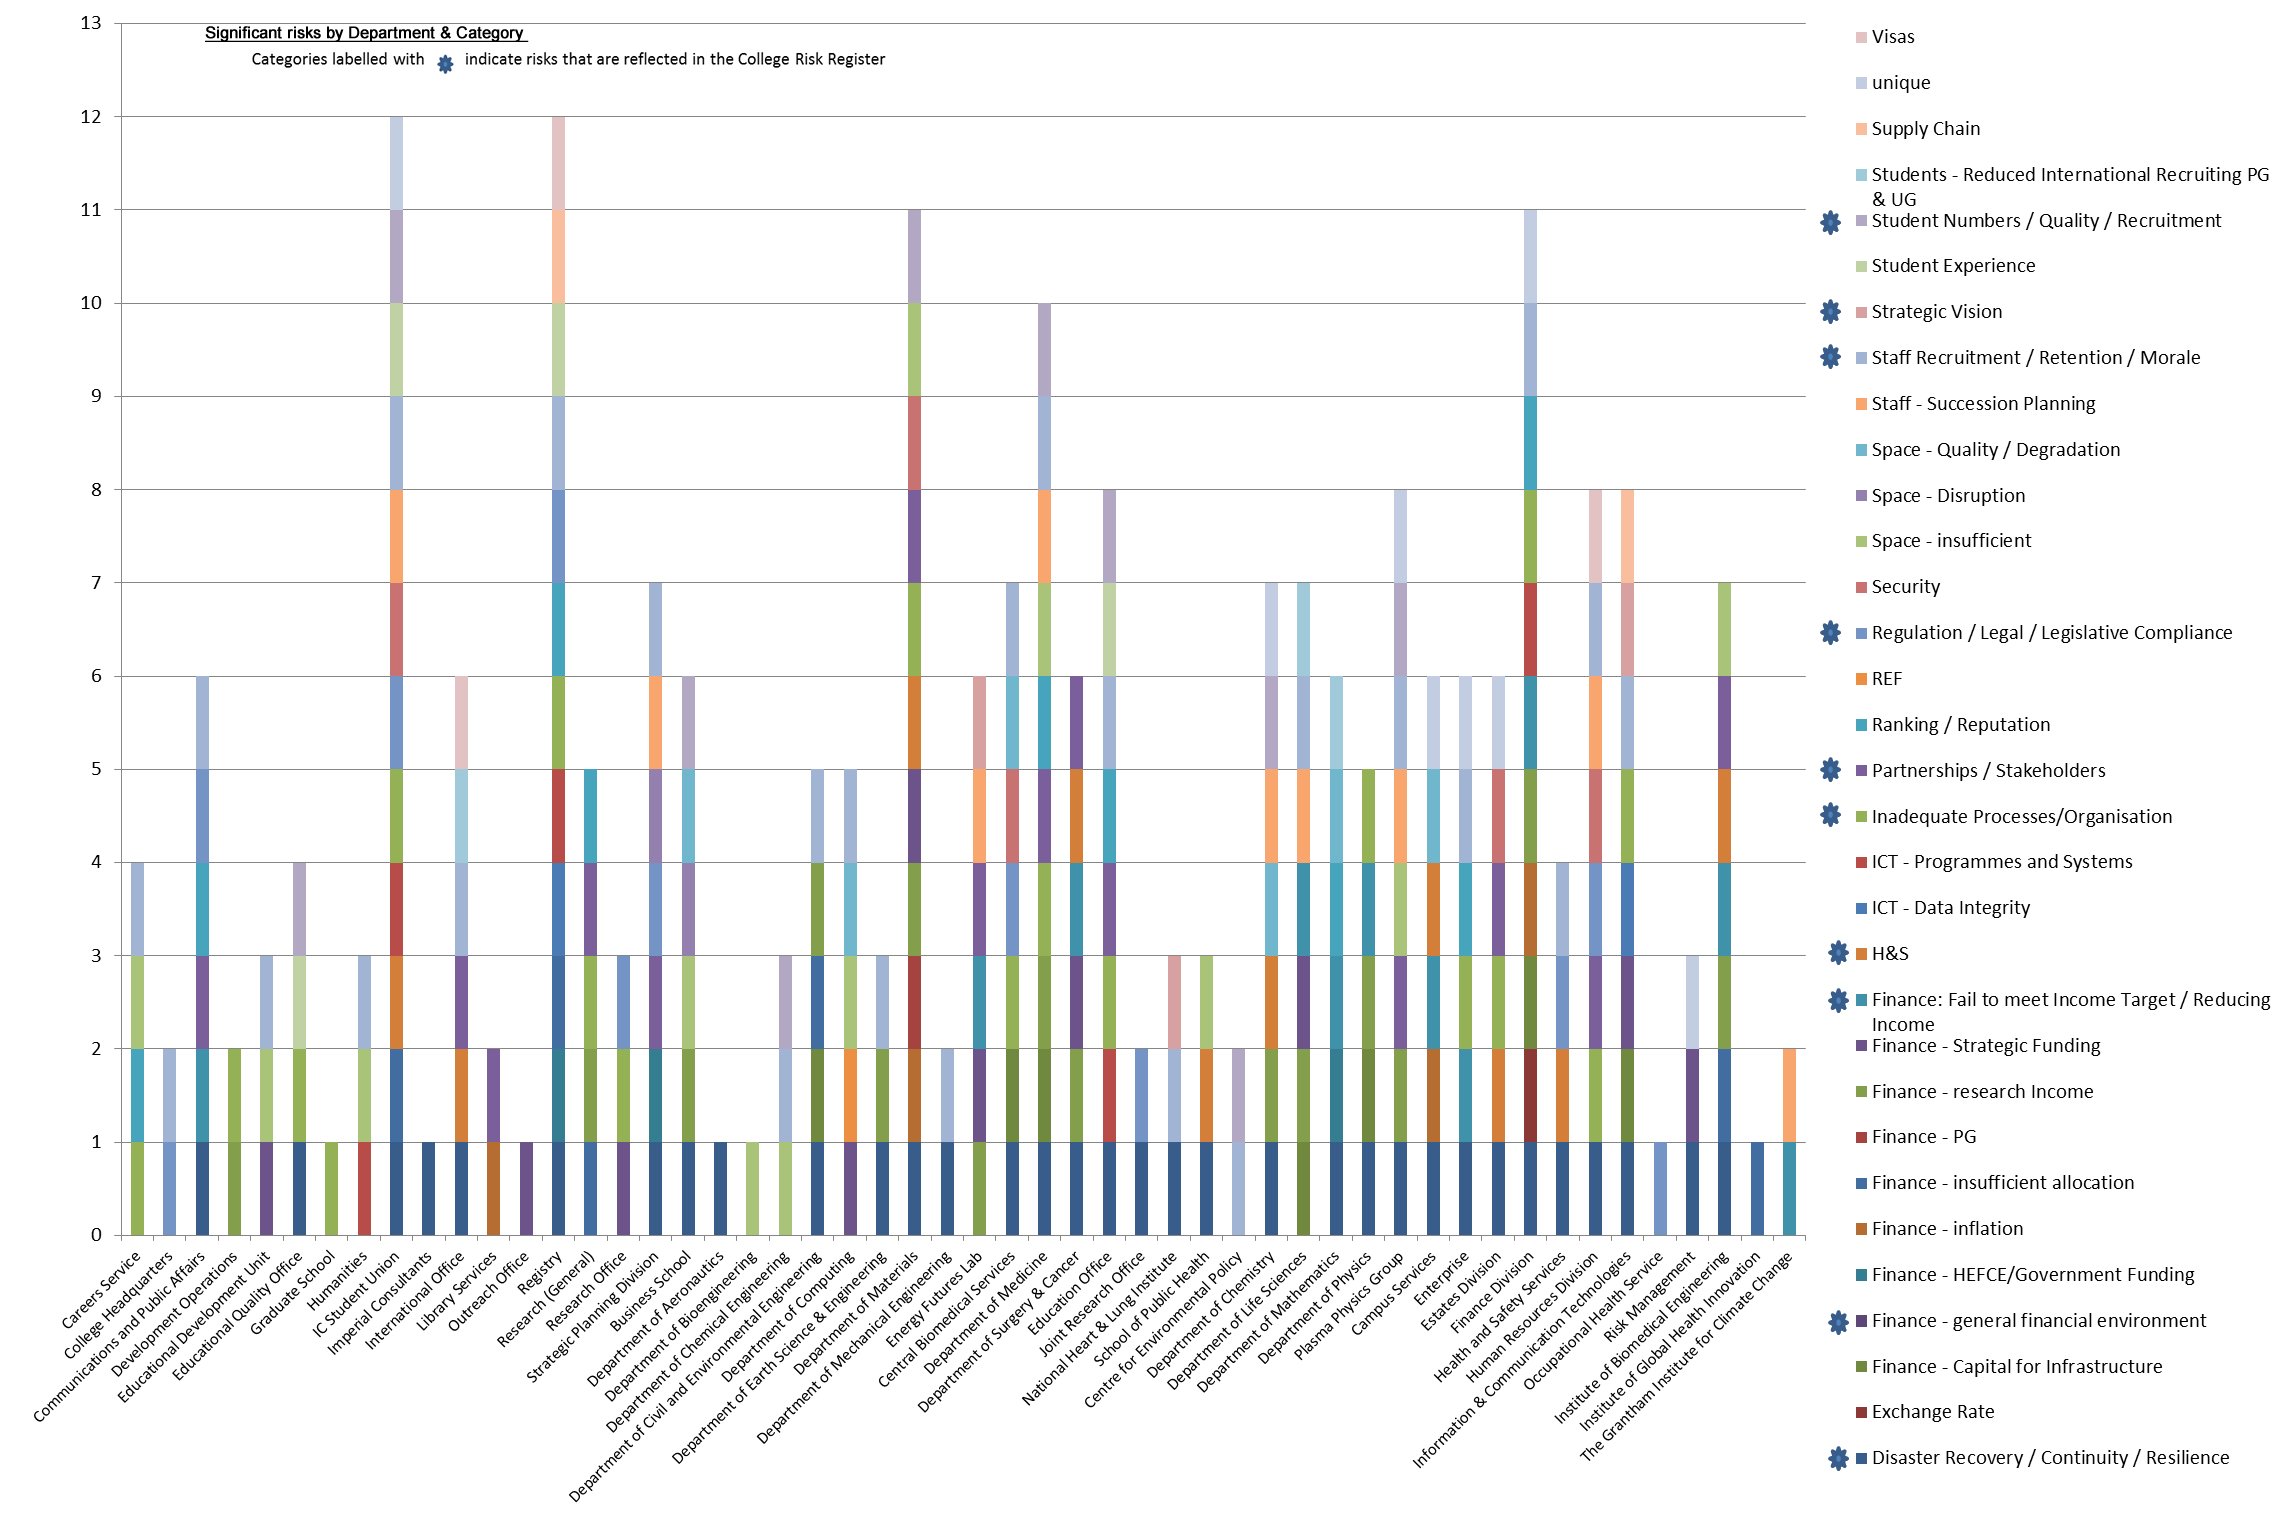 Significant risks by Department & Category
Categories labelled with indicate risks that are reflected in the College Risk Register
13
12
11
10
9
8
7
6
5
4
3
2
1
0
Careers Service
College Headquarters
Communications and Public Affairs
Development Operations
Educational Development Unit
Educational Quality Office
Graduate School
Humanities
IC Student Union
Imperial Consultants
International Office
Library Services
Outreach Office
Registry
Research (General)
Research Office
Strategic Planning Division
Business School
Department of Aeronautics
Department of Bioengineering
Department of Chemical Engineering
Department of Civil and Environmental Engineering
Department of Computing
Department of Earth Science & Engineering
Department of Materials
Department of Mechanical Engineering
Energy Futures Lab
Central Biomedical Services
Department of Medicine
Department of Surgery & Cancer
Education Office
Joint Research Office
National Heart & Lung Institute
School of Public Health
Centre for Environmental Policy
Department of Chemistry
Department of Life Sciences
Department of Mathematics
Department of Physics
Plasma Physics Group
Campus Services
Enterprise
Estates Division
Finance Division
Health and Safety Services
Human Resources Division
Information & Communication Technologies
Occupational Health Service
Risk Management
Institute of Biomedical Engineering
Institute of Global Health Innovation
The Grantham Institute for Climate Change
Visas
unique
Supply Chain
Students - Reduced International Recruiting PG
& UG
Student Numbers / Quality / Recruitment
Student Experience
Strategic Vision
Staff Recruitment / Retention / Morale
Staff - Succession Planning
Space - Quality / Degradation
Space - Disruption
Space - insufficient
Security
Regulation / Legal / Legislative Compliance
REF
Ranking / Reputation
Partnerships / Stakeholders
Inadequate Processes/Organisation
ICT - Programmes and Systems
ICT - Data Integrity
H&S
Finance: Fail to meet Income Target / Reducing
Income
Finance - Strategic Funding
Finance - research Income
Finance - PG
Finance - insufficient allocation
Finance - inflation
Finance - HEFCE/Government Funding
Finance - general financial environment
Finance - Capital for Infrastructure
Exchange Rate
Disaster Recovery / Continuity / Resilience